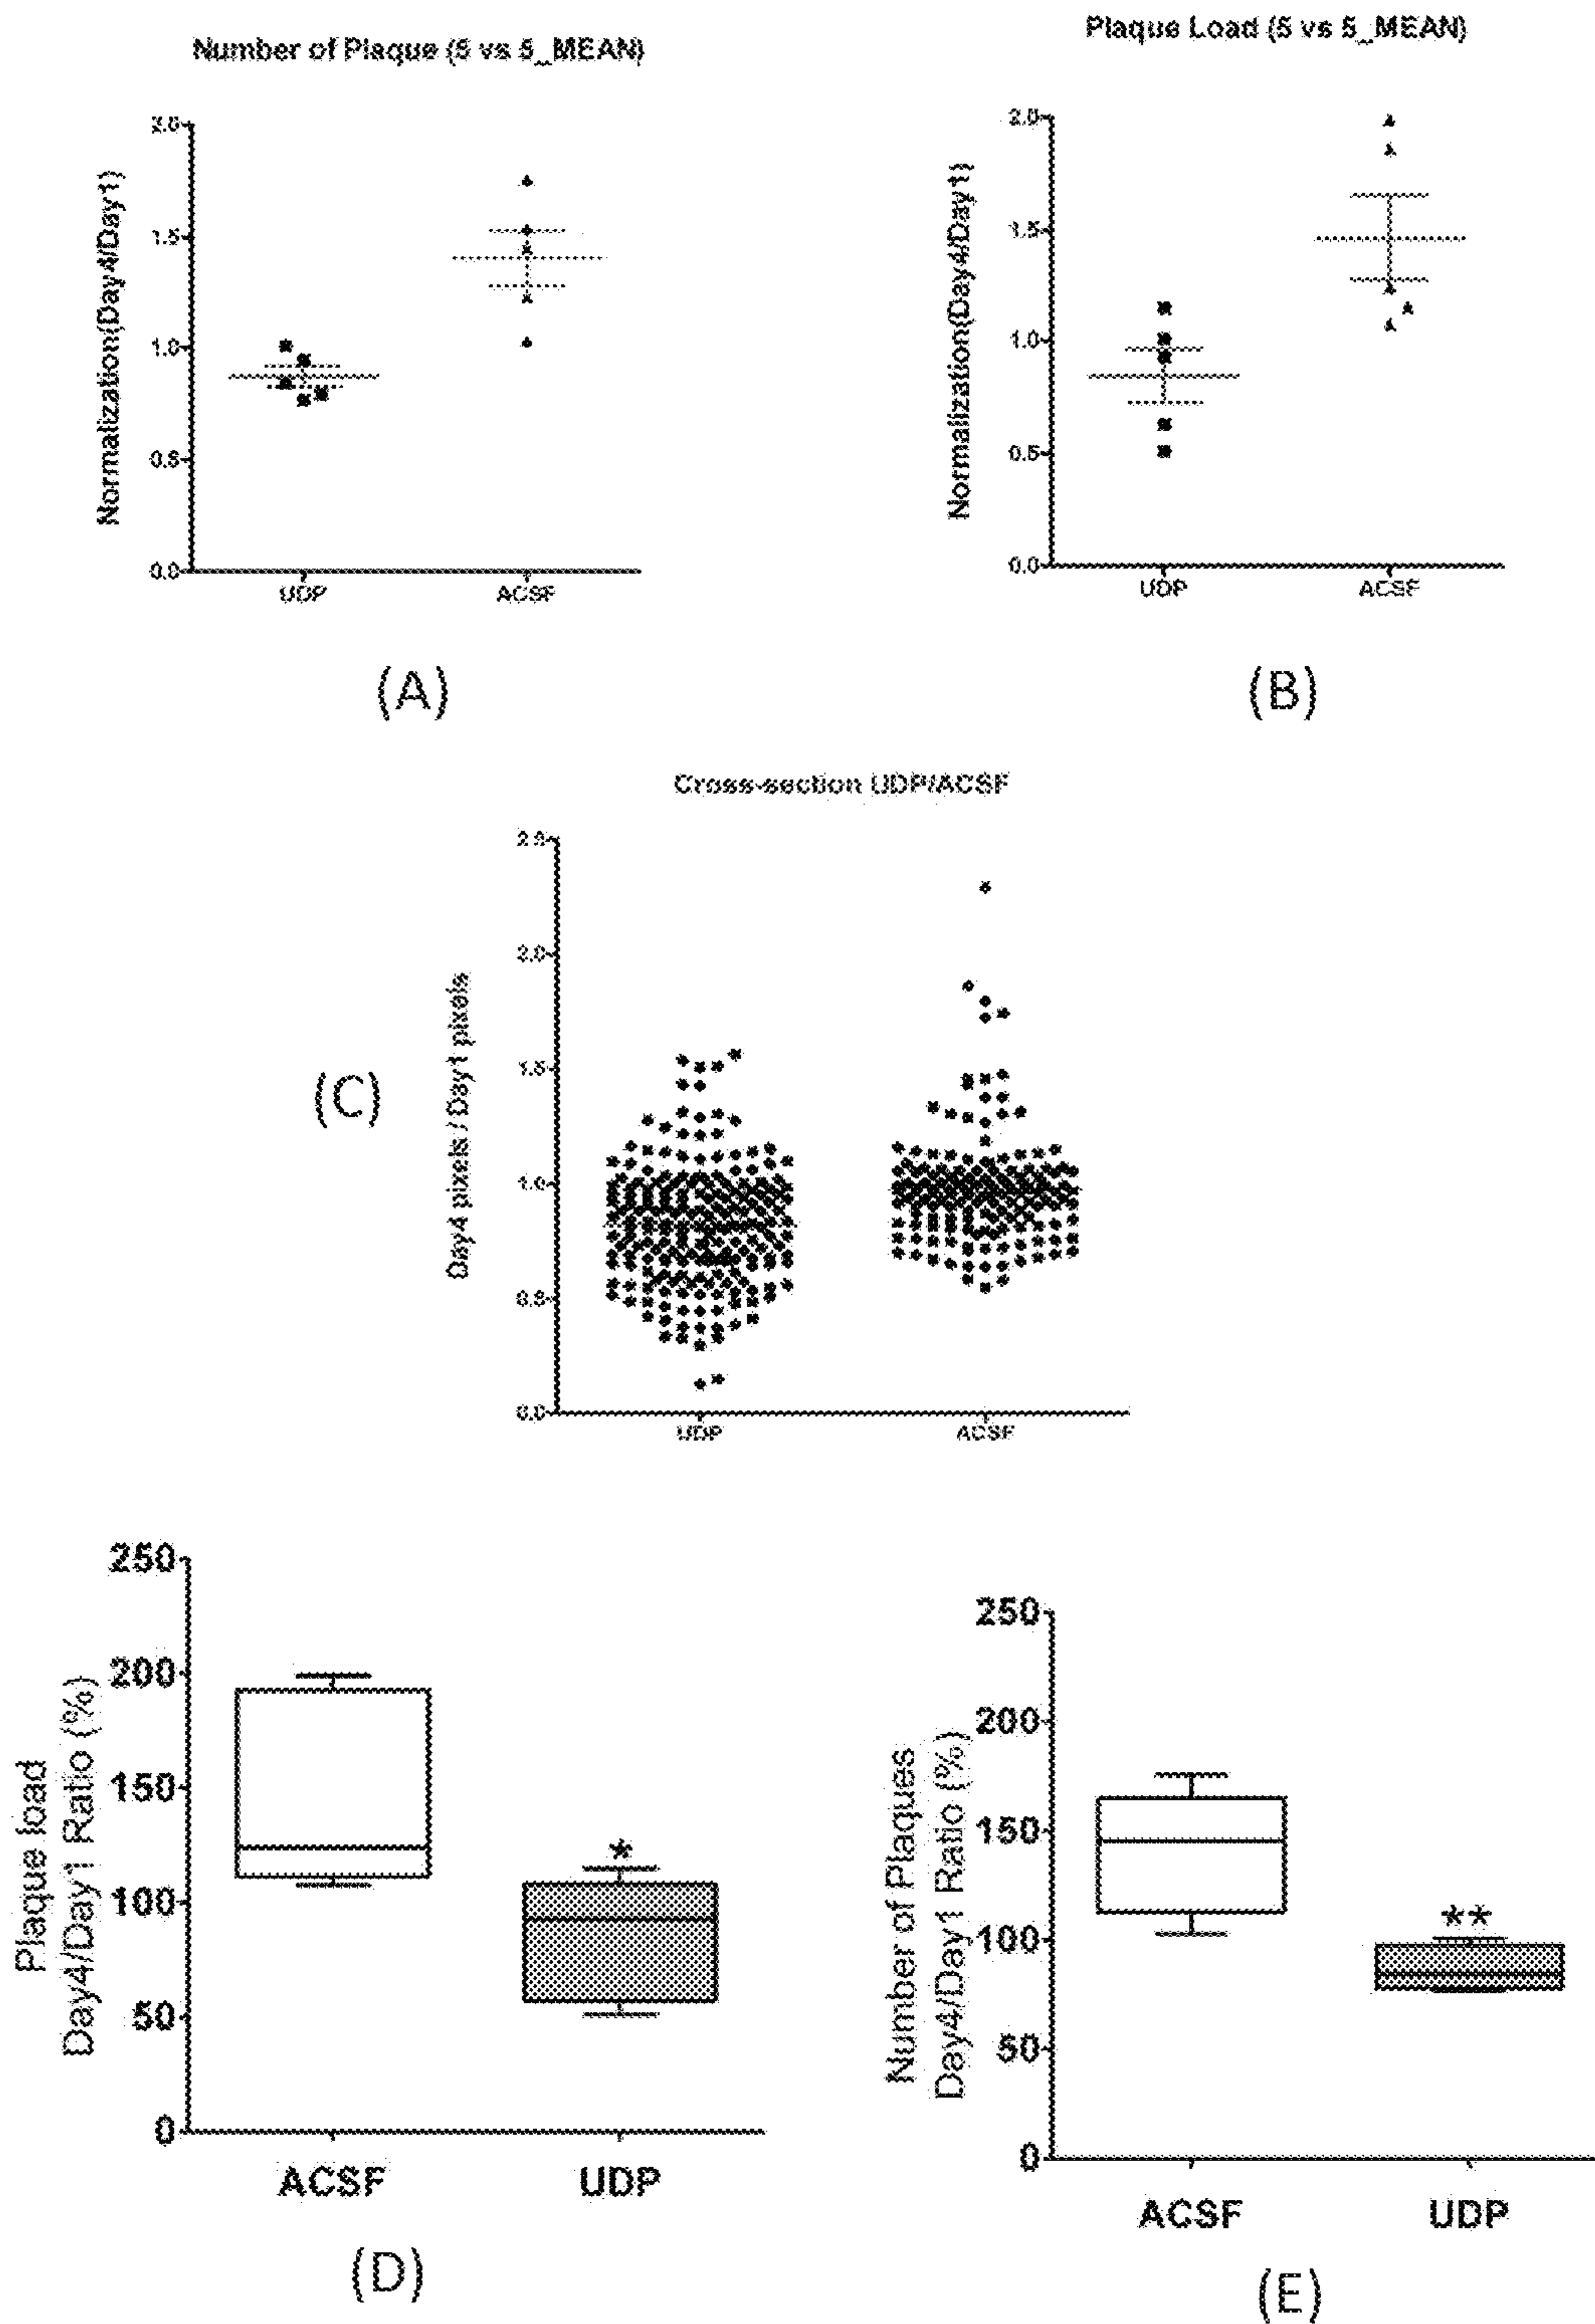 Number of Plaque (5 vs 5_MEAN)
Normalization(Day4/Day1)
2.0
1.5
1.0
0.5
0.0
UDP
ACSF
(A)
Plaque Load (5 vs 5_MEAN)
Normalization(Day4/Day1)
2.0
1.5
1.0
0.5
0.0
UDP
ACSF
(B)
Cross-section UDP/ACSF
(C)
Day4 pixels / Day1 pixels
2.0
1.5
1.0
0.5
0.0
UDP
ACSF
Plaque load
Day4/Day1 Ratio (%)
250
200
150
100
50
0
*
ACSF
UDP
(D)
Number of Plaques
Day4/Day1 Ratio (%)
250
200
150
100
50
0
**
ACSF
UDP
(E)